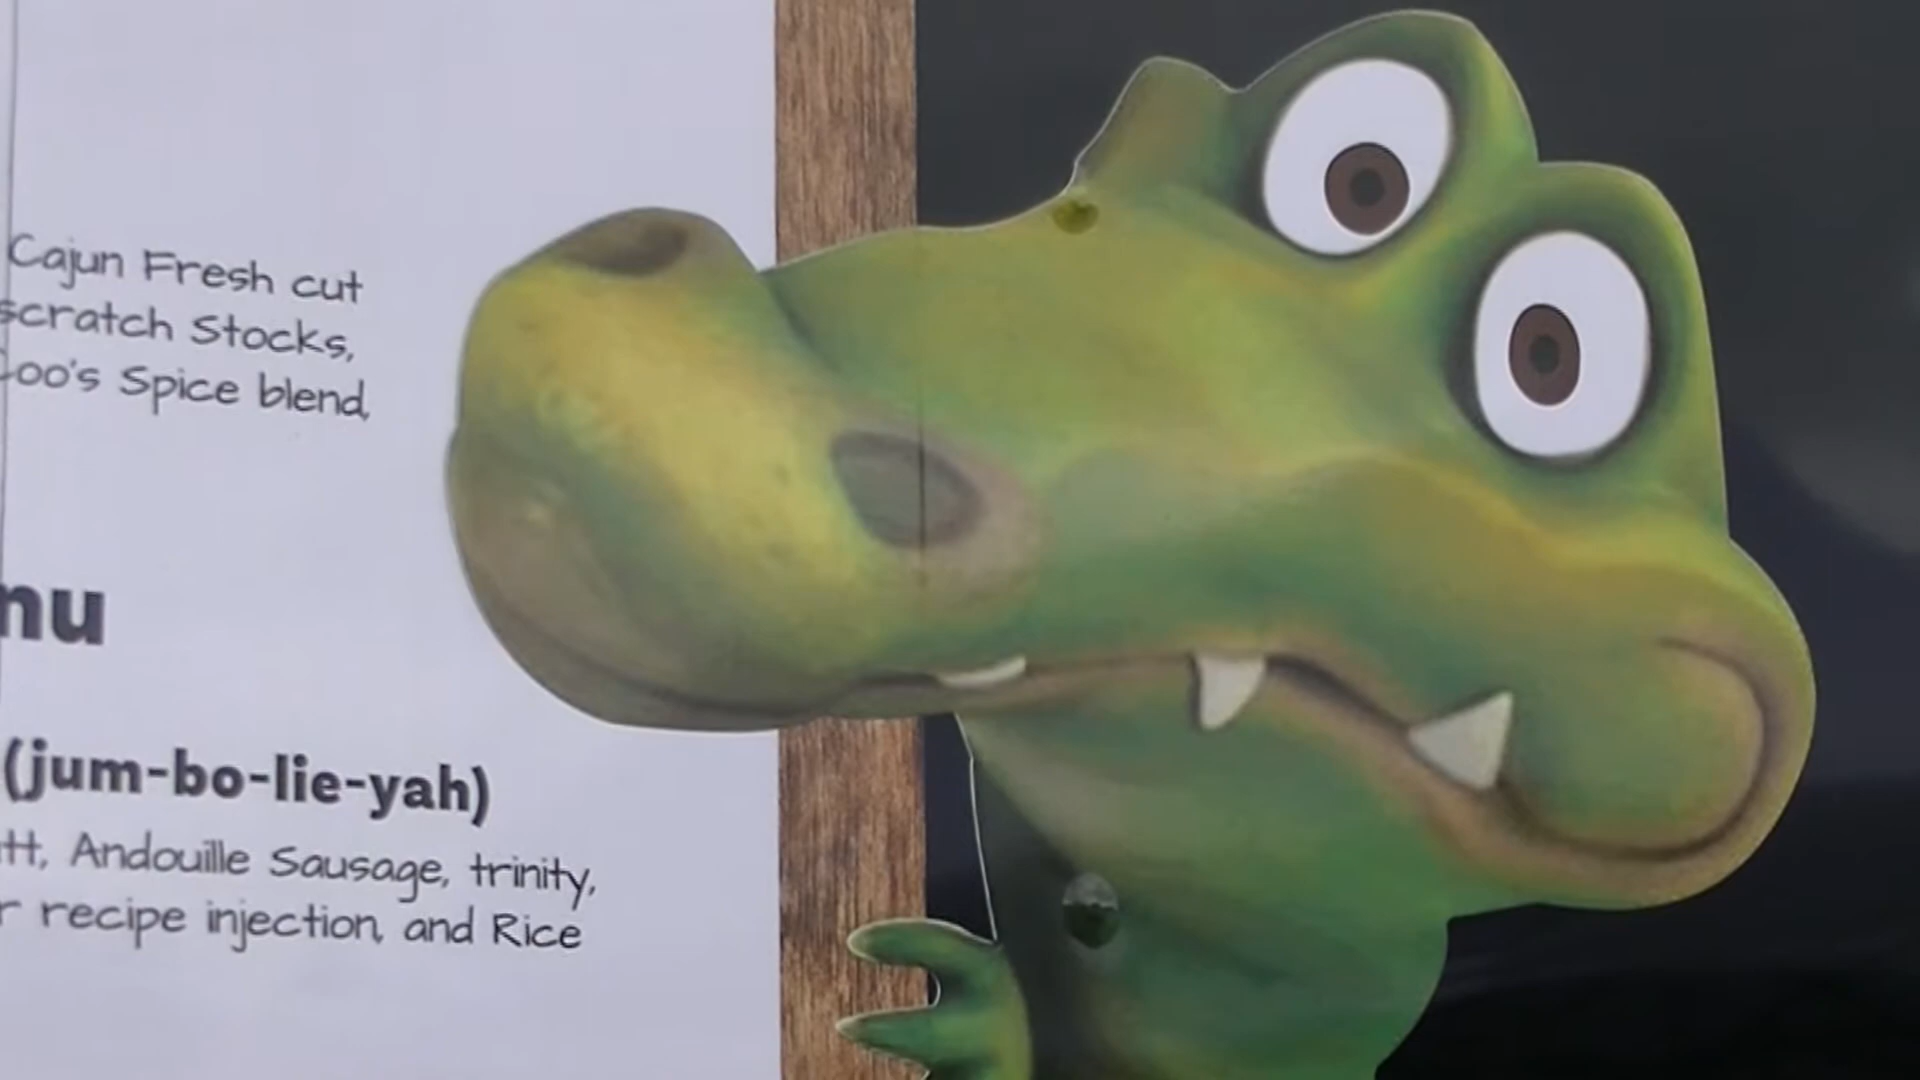 Cajun Fresh cut
scratch Stocks,
Coo's Spice blend,
nu
(jum-bo-lie-yah)
tt, Andouille Sausage, trinity,
r recipe injection, and Rice